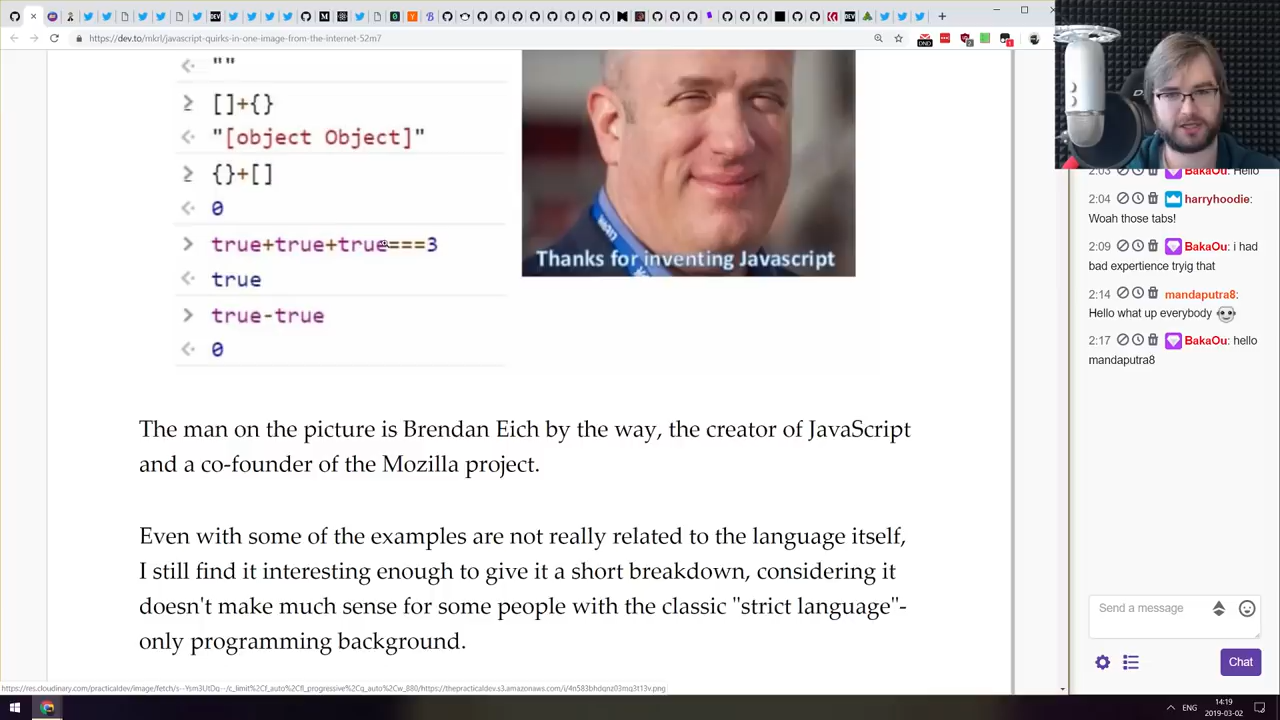 https://dev.to/mkrl/javascript-quirks-in-one-image-from-the-internet-52m7
""
[]+{}
"[object Object]"
{}+[]
0
true+true+true===3
true
true-true
0
Thanks for inventing Javascript
The man on the picture is Brendan Eich by the way, the creator of JavaScript
and a co-founder of the Mozilla project.
Even with some of the examples are not really related to the language itself,
I still find it interesting enough to give it a short breakdown, considering it
doesn't make much sense for some people with the classic "strict language"-
only programming background.
2:03 BakaOu: Hello
2:04 harryhoodie:
Woah those tabs!
2:09 BakaOu: i had
bad expertience tryig that
2:14 mandaputra8:
Hello what up everybody
2:17 BakaOu: hello
mandaputra8
Send a message
Chat
ENG
14:19
2019-03-02